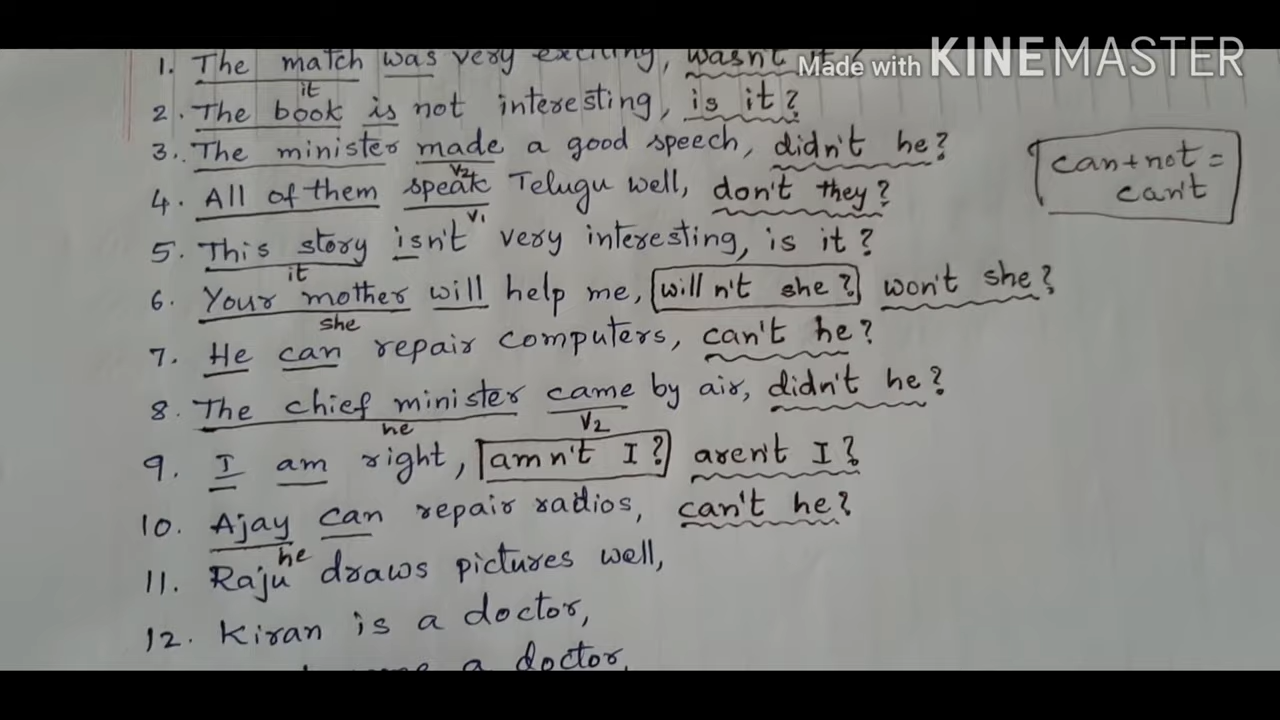 Made with KINEMASTER
1. The match was very exciting, wasn't it?
it
2. The book is not interesting, is it?
3. The minister made a good speech, didn't he?
V2
4. All of them speak Telugu well, don't they?
V1
can+not =
can't
5. This story isn't very interesting, is it?
it
6. Your mother will help me, will n't she? won't she?
she
7. He can repair computers, can't he?
8. The chief minister came by air, didn't he?
he V2
9. I am right, amn't I? aren't I?
10. Ajay can repair radios, can't he?
he
11. Raju draws pictures well,
12. Kiran is a doctor,
a doctor,